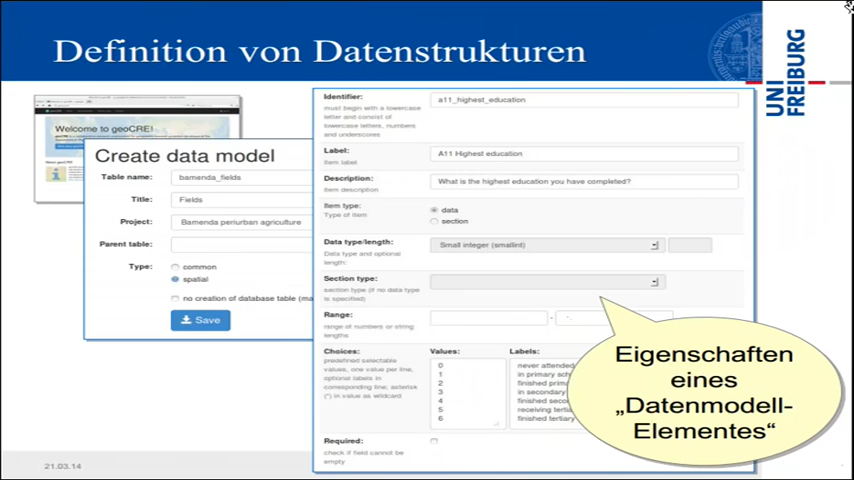 Definition von Datenstrukturen
UNI
FREIBURG
Welcome to geoCRE!
Create data model
Table name:
bamenda_fields
Title:
Fields
Project:
Bamenda periurban agriculture
Parent table:
Type:
common
spatial
no creation of database table (ma
Save
Identifier:
a11_highest_education
must begin with a lowercase
letter and consist of
lowercase letters, numbers
and underscores
Label:
A11 Highest education
Item label
Description:
What is the highest education you have completed?
Item description
Item type:
data
Type of item
section
Data type/length:
Small integer (smallint)
Data type and optional
length;
Section type:
section type (if no data type
is specified)
Range:
-
range of numbers or string
lengths
Choices:
Values:
Labels:
predefined selectable
values, one value per line,
optional labels in
corresponding line; asterisk
(*) in value as wildcard
0
1
2
3
4
5
6
never attended
in primary sch
finished prima
in secondary
finished seco
receiving tertia
finished tertiary
Required:
check if field cannot be
empty
Eigenschaften
eines
„Datenmodell-
Elementes“
21.03.14